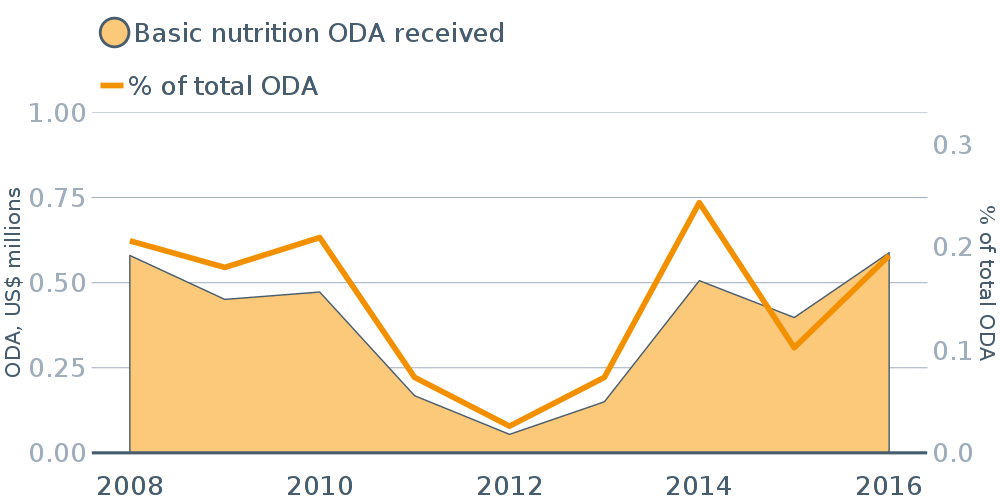 Basic nutrition ODA received
% of total ODA
1.00
0.75
0.50
0.25
0.00
ODA, US$ millions
0.3
0.2
0.1
0.0
% of total ODA
2008 2010 2012 2014 2016